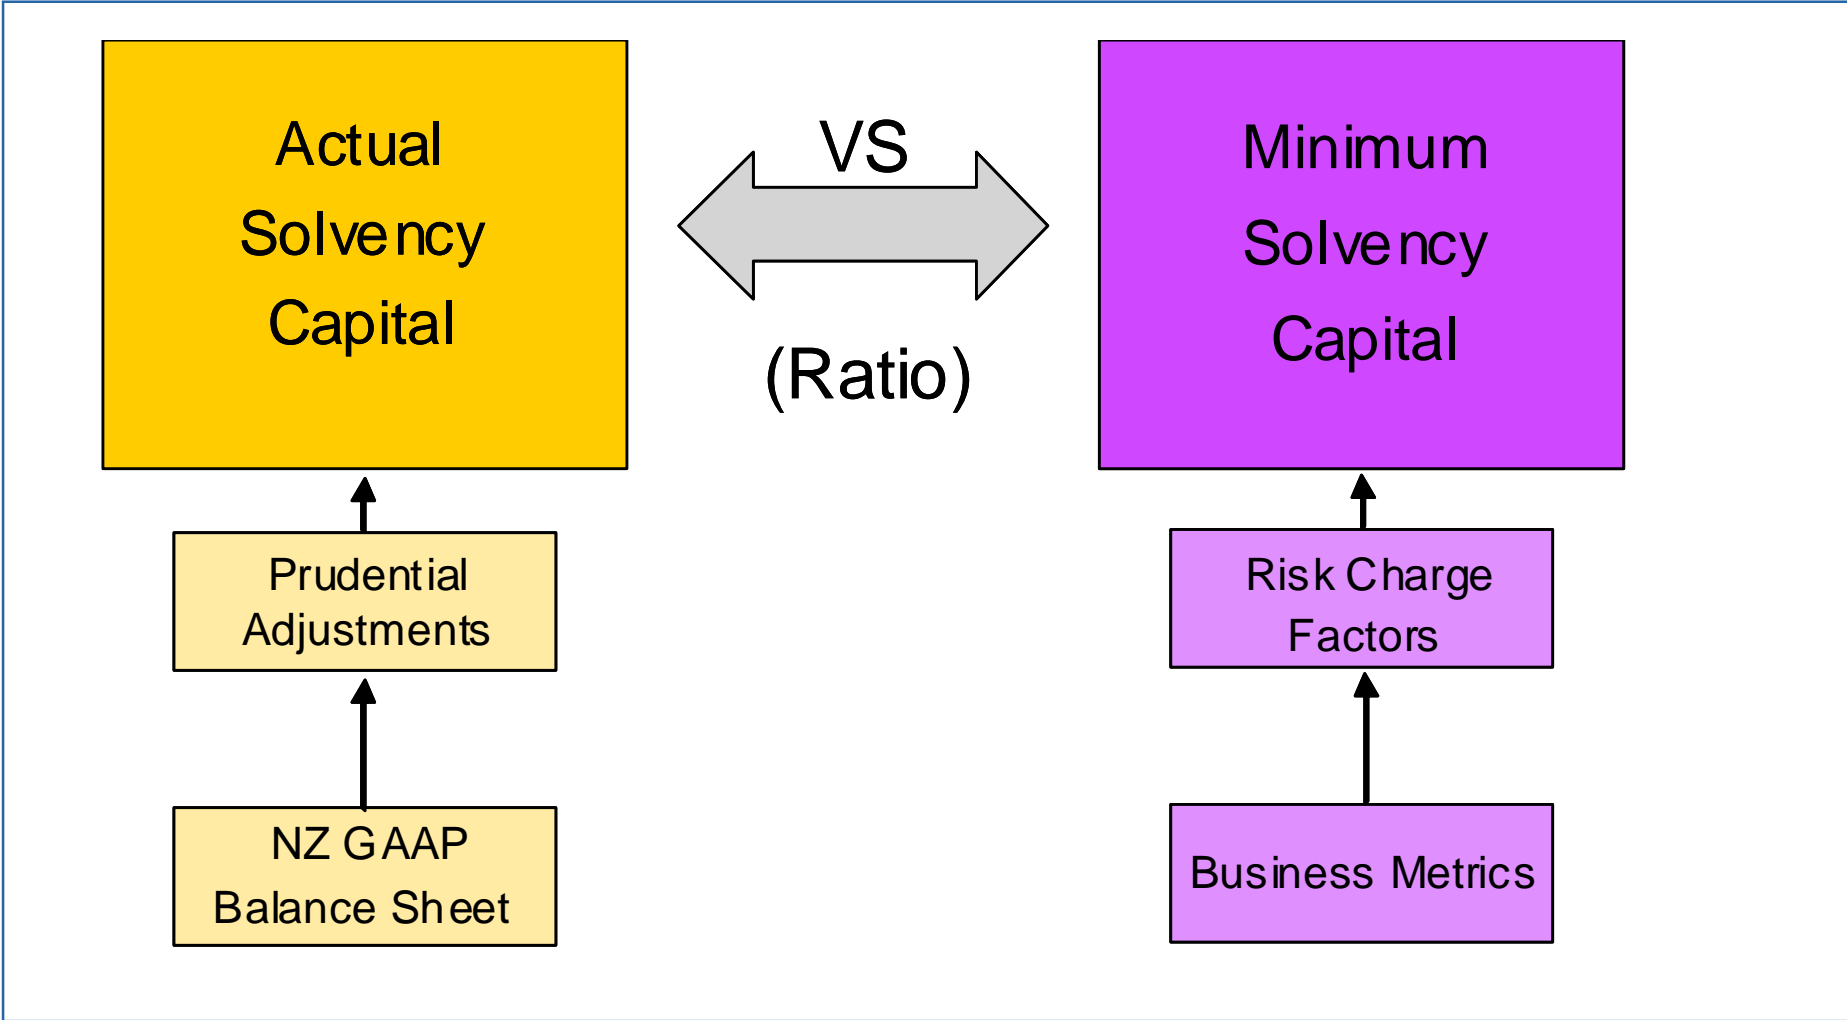 Actual
Solvency
Capital
VS
(Ratio)
Minimum
Solvency
Capital
Prudential
Adjustments
Risk Charge
Factors
NZ GAAP
Balance Sheet
Business Metrics